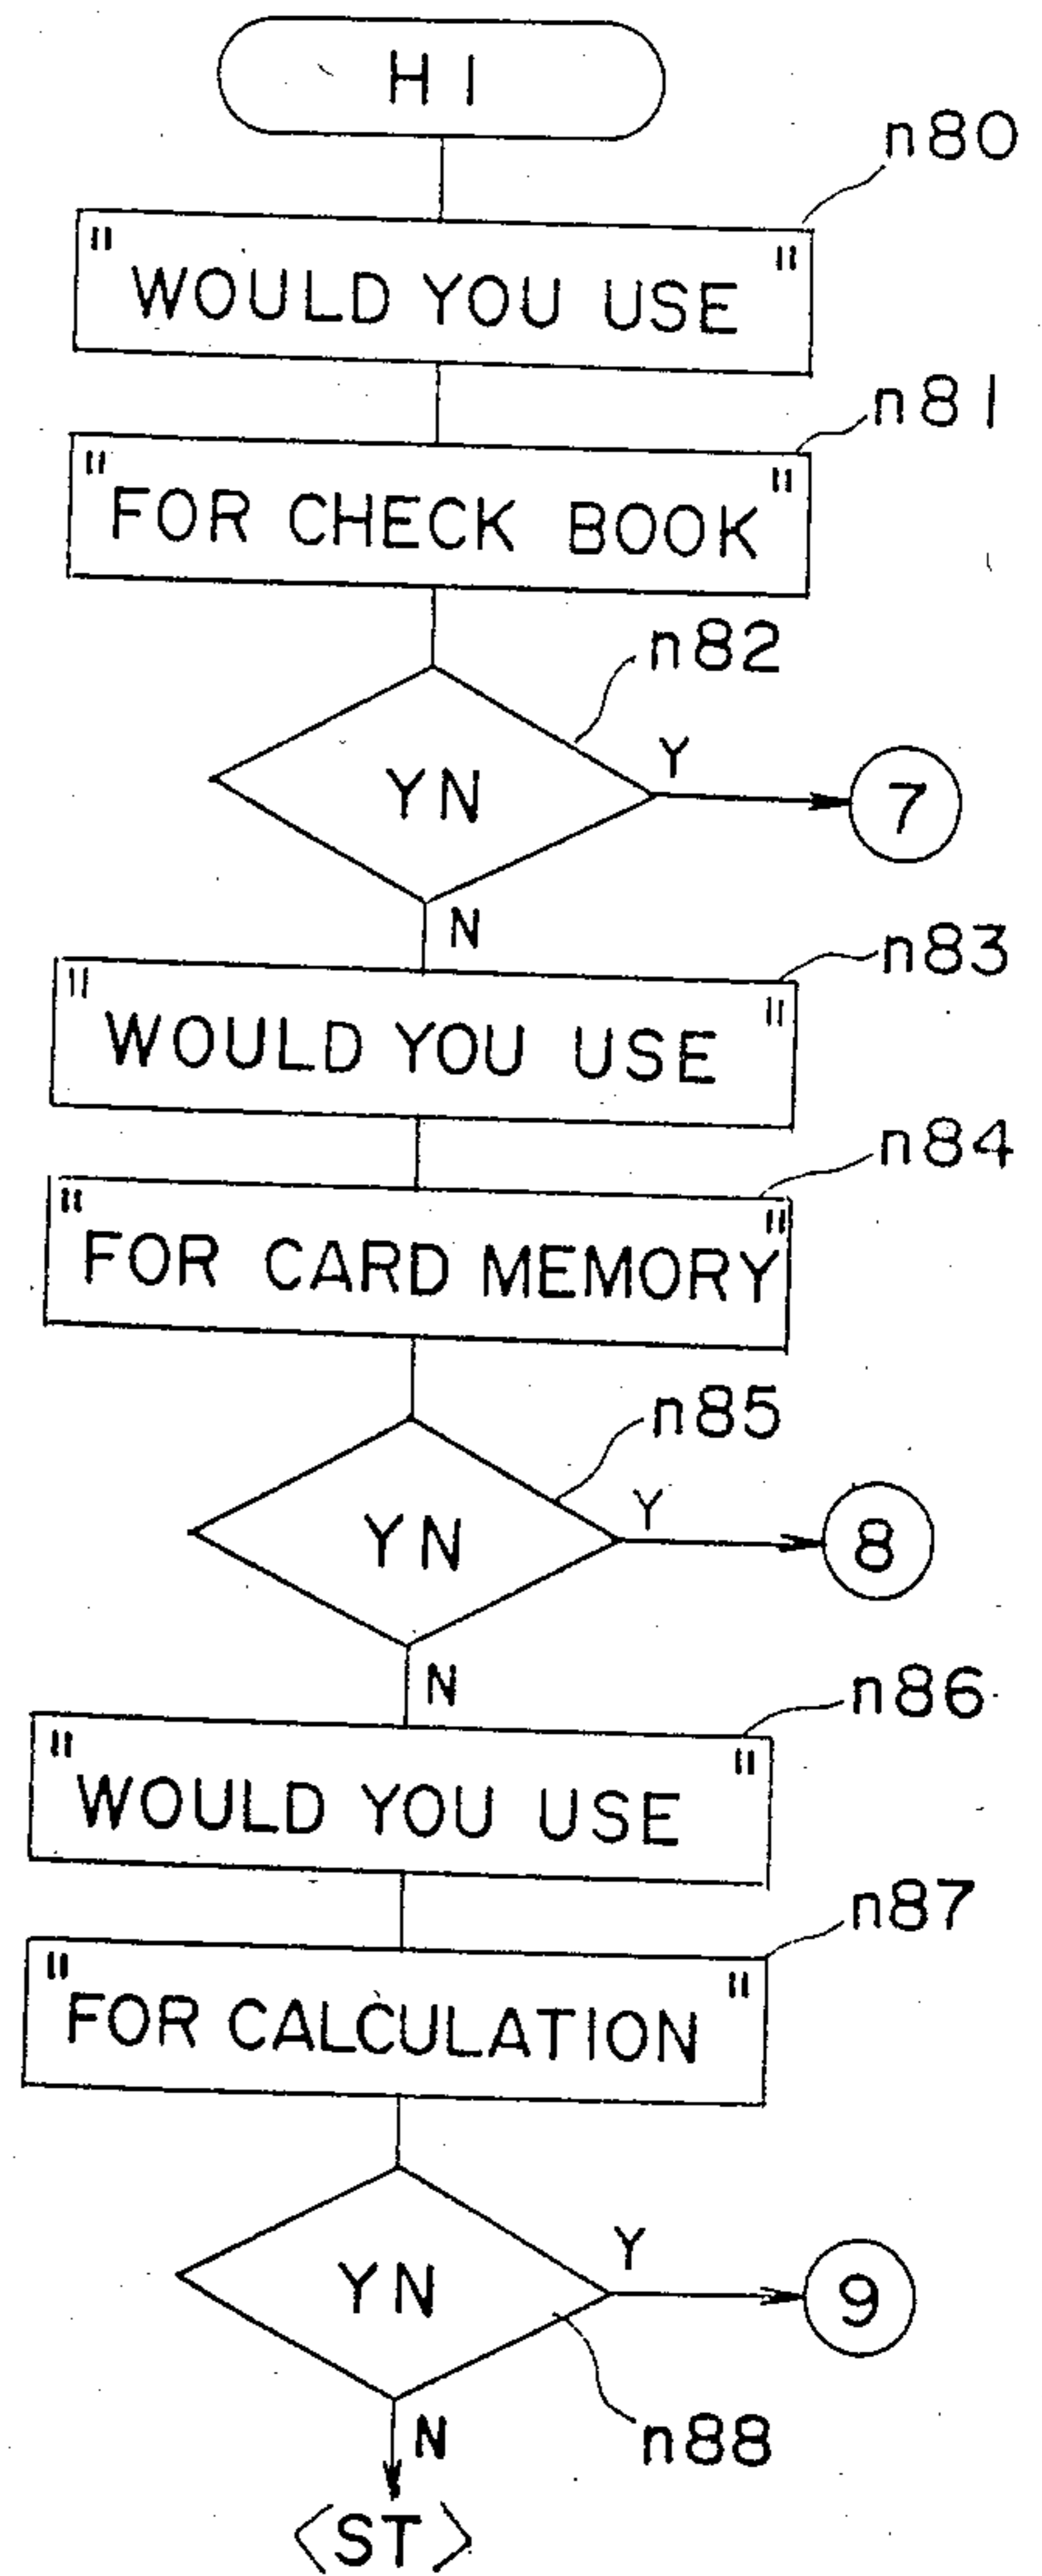 HI
n80
" WOULD YOU USE "
n81
"FOR CHECK BOOK"
n82
YN
Y
7
N
n83
" WOULD YOU USE "
n84
"FOR CARD MEMORY"
n85
YN
Y
8
N
n86
"WOULD YOU USE "
n87
"FOR CALCULATION "
YN
Y
9
n88
N
<ST>